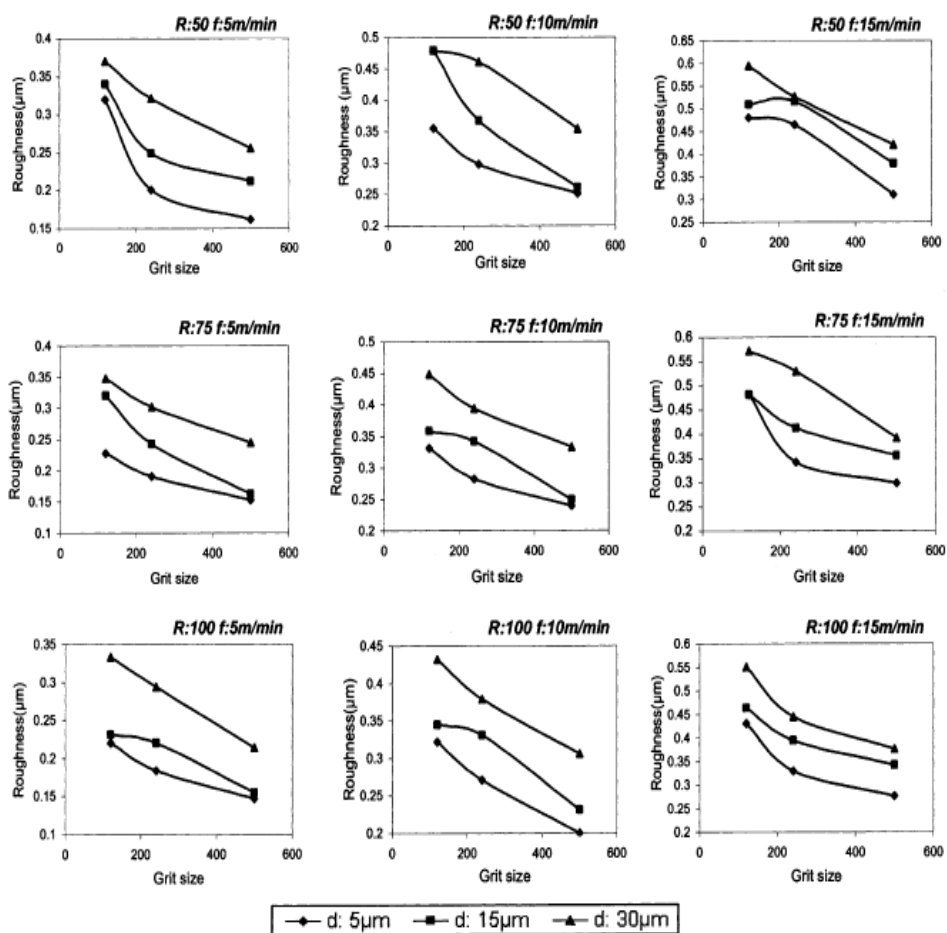 R:50 f:5m/min
Roughness(µm)
0.4
0.35
0.3
0.25
0.2
0.15
0 200 400 600
Grit size
R:50 f:10m/min
Roughness (µm)
0.5
0.45
0.4
0.35
0.3
0.25
0.2
0 200 400 600
Grit size
R:50 f:15m/min
Roughness(µm)
0.65
0.6
0.55
0.5
0.45
0.4
0.35
0.3
0.25
0 200 400 600
Grit size
R:75 f:5m/min
Roughness(µm)
0.4
0.35
0.3
0.25
0.2
0.15
0.1
0 200 400 600
Grit size
R:75 f:10m/min
Roughness(µm)
0.5
0.45
0.4
0.35
0.3
0.25
0.2
0 200 400 600
Grit size
R:75 f:15m/min
Roughness (µm)
0.6
0.55
0.5
0.45
0.4
0.35
0.3
0.25
0.2
0 200 400 600
Grit size
R:100 f:5m/min
Roughness(µm)
0.35
0.3
0.25
0.2
0.15
0.1
0 200 400 600
Grit size
R:100 f:10m/min
Roughness(µm)
0.45
0.4
0.35
0.3
0.25
0.2
0 200 400 600
Grit size
R:100 f:15m/min
Roughness(µm)
0.6
0.55
0.5
0.45
0.4
0.35
0.3
0.25
0.2
0 200 400 600
Grit size
d: 5µm d: 15µm d: 30µm